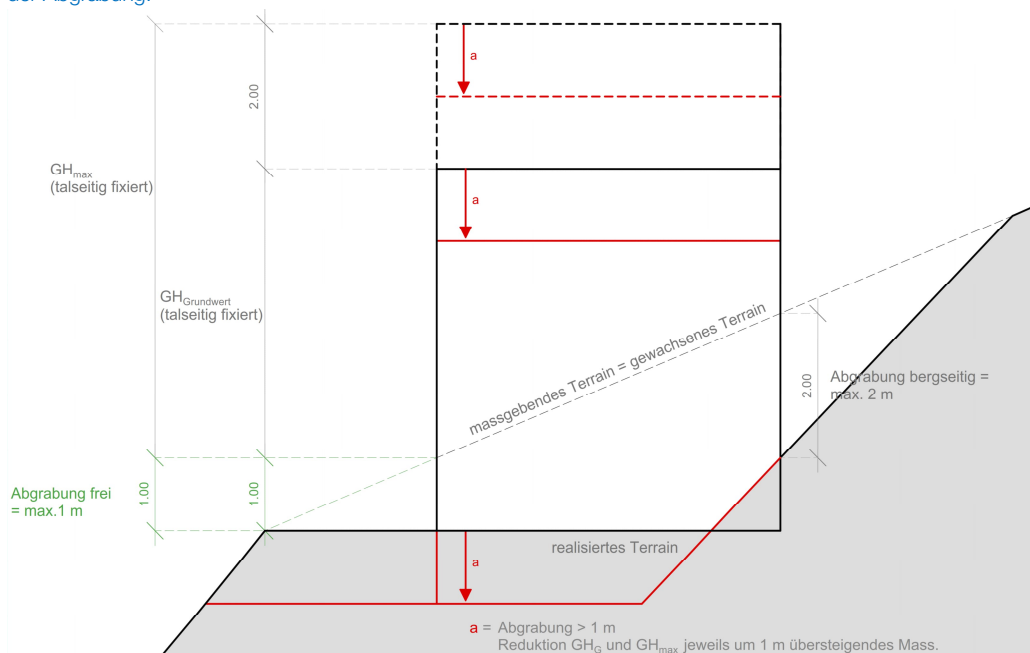 der Abgrabung.
a
2.00
GHmax
(talseitig fixiert)
a
GHGrundwert
(talseitig fixiert)
massgebendes Terrain = gewachsenes Terrain
2.00
Abgrabung bergseitig =
max. 2 m
Abgrabung frei
= max.1 m
1.00
1.00
realisiertes Terrain
a
a = Abgrabung > 1 m
Reduktion GHG und GHmax jeweils um 1 m übersteigendes Mass.